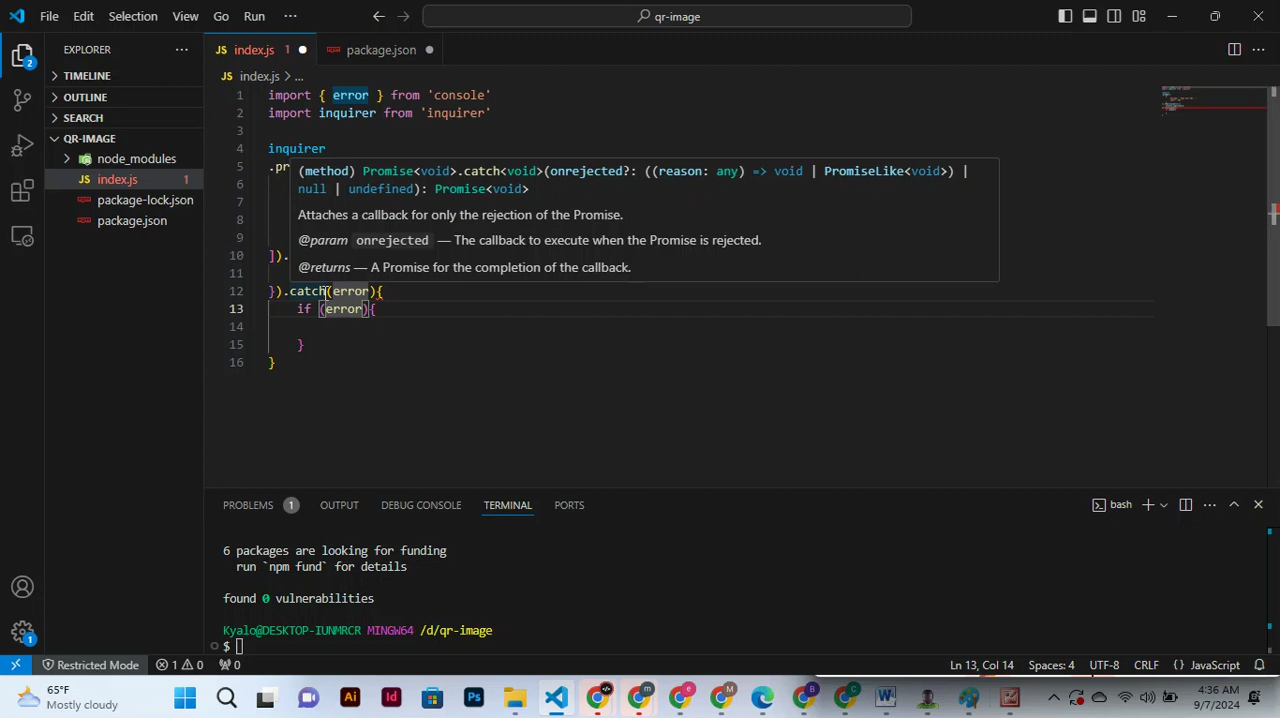 File Edit Selection View Go Run ··· qr-image
EXPLORER ··· JS index.js 1 package.json
TIMELINE
OUTLINE
SEARCH
QR-IMAGE
node_modules
JS index.js 1
package-lock.json
package.json
JS index.js > ...
1 import { error } from 'console'
2 import inquirer from 'inquirer'
3
4 inquirer
5 .pr
6
7
8
9
10 ]).
11
12 }).catch(error){
13 if (error){
14
15 }
16 }
(method) Promise<void>.catch<void>(onrejected?: ((reason: any) => void | PromiseLike<void>) |
null | undefined): Promise<void>
Attaches a callback for only the rejection of the Promise.
@param onrejected — The callback to execute when the Promise is rejected.
@returns — A Promise for the completion of the callback.
PROBLEMS 1 OUTPUT DEBUG CONSOLE TERMINAL PORTS bash
6 packages are looking for funding
run `npm fund` for details
found 0 vulnerabilities
Kyalo@DESKTOP-IUNMRCR MINGW64 /d/qr-image
$
2
1
Restricted Mode 1 0 0 Ln 13, Col 14 Spaces: 4 UTF-8 CRLF {} JavaScript
65°F
Mostly cloudy
Ai Id Ps m e M B C W
4:36 AM
9/7/2024